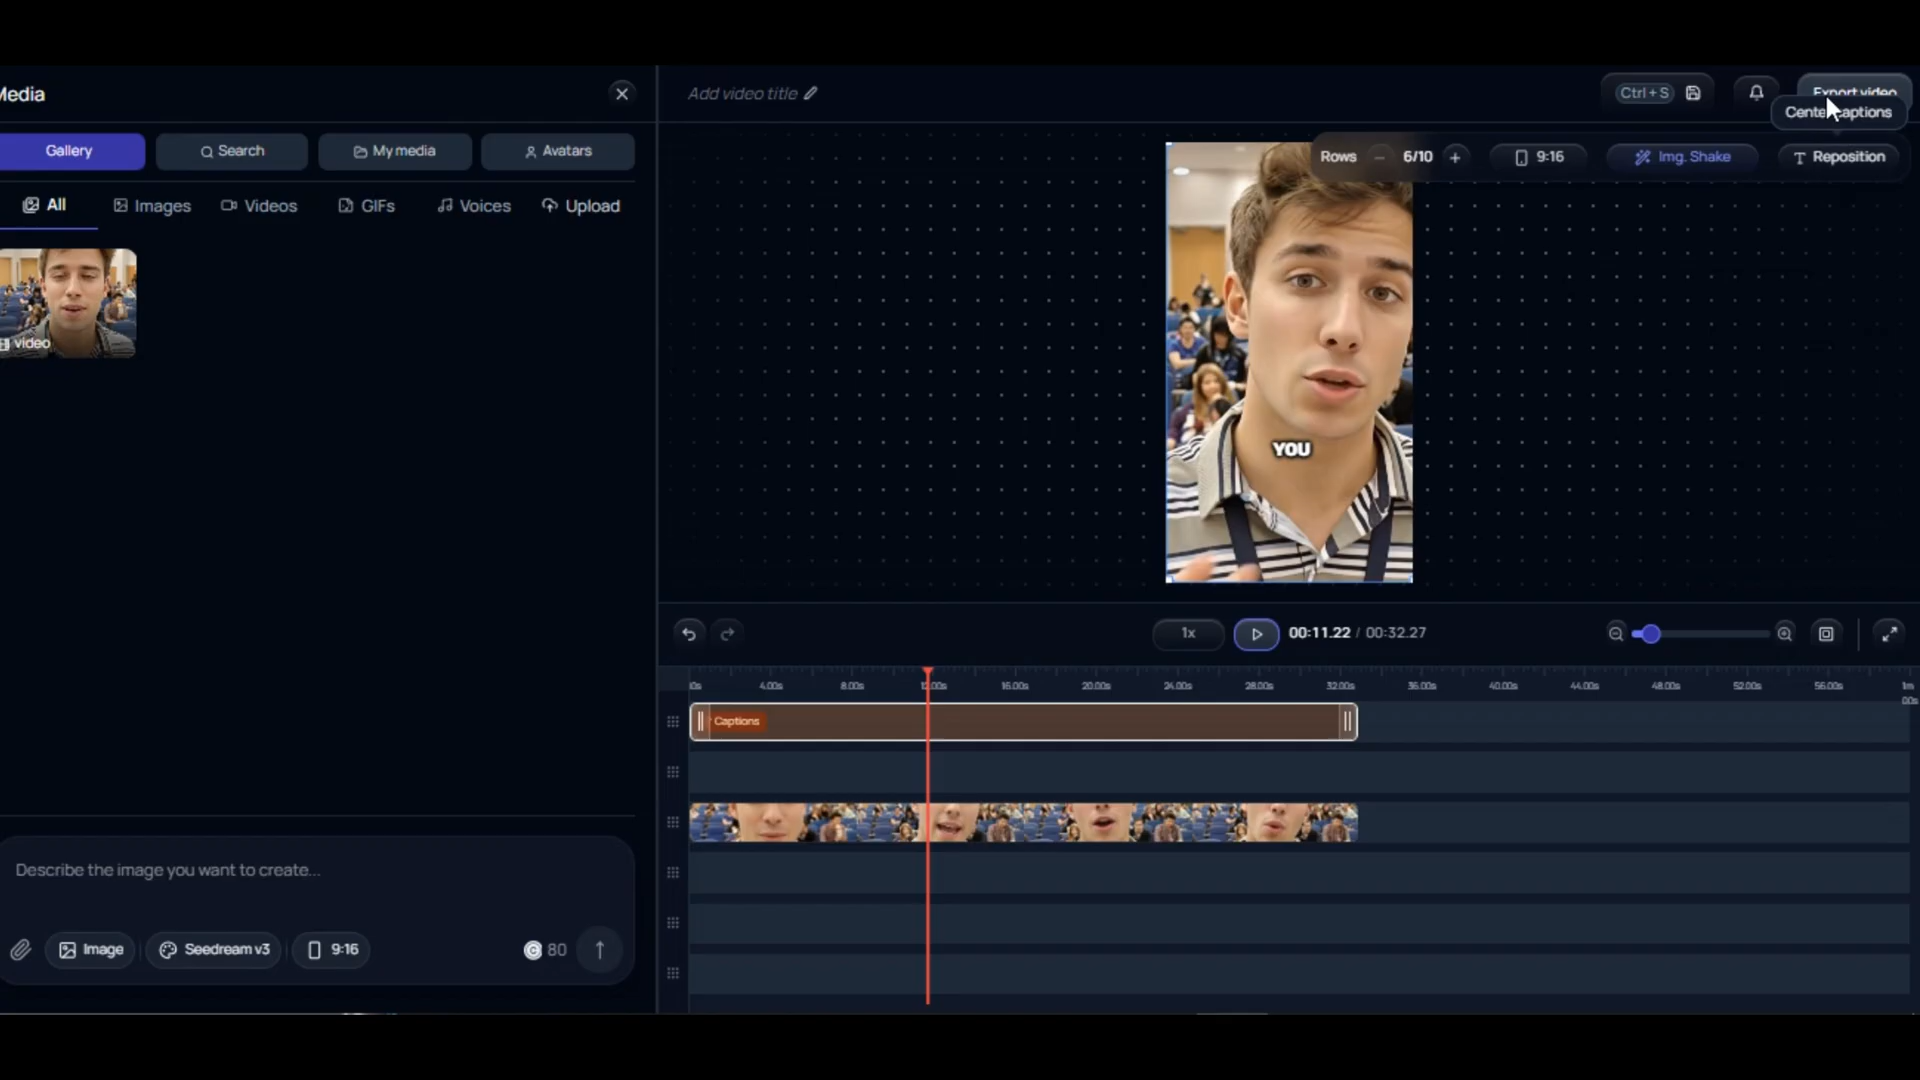 Media
Add video title
Ctrl + S
Export video
Center captions
Gallery
Search
My media
Avatars
Rows
6/10
9:16
Img. Shake
Reposition
All
Images
Videos
GIFs
Voices
Upload
video
YOU
1x
00:11.22 / 00:32.27
4.00s
8.00s
12.00s
16.00s
20.00s
24.00s
28.00s
32.00s
36.00s
40.00s
44.00s
48.00s
52.00s
56.00s
1m
00s
Captions
Describe the image you want to create...
Image
Seedream v3
9:16
80